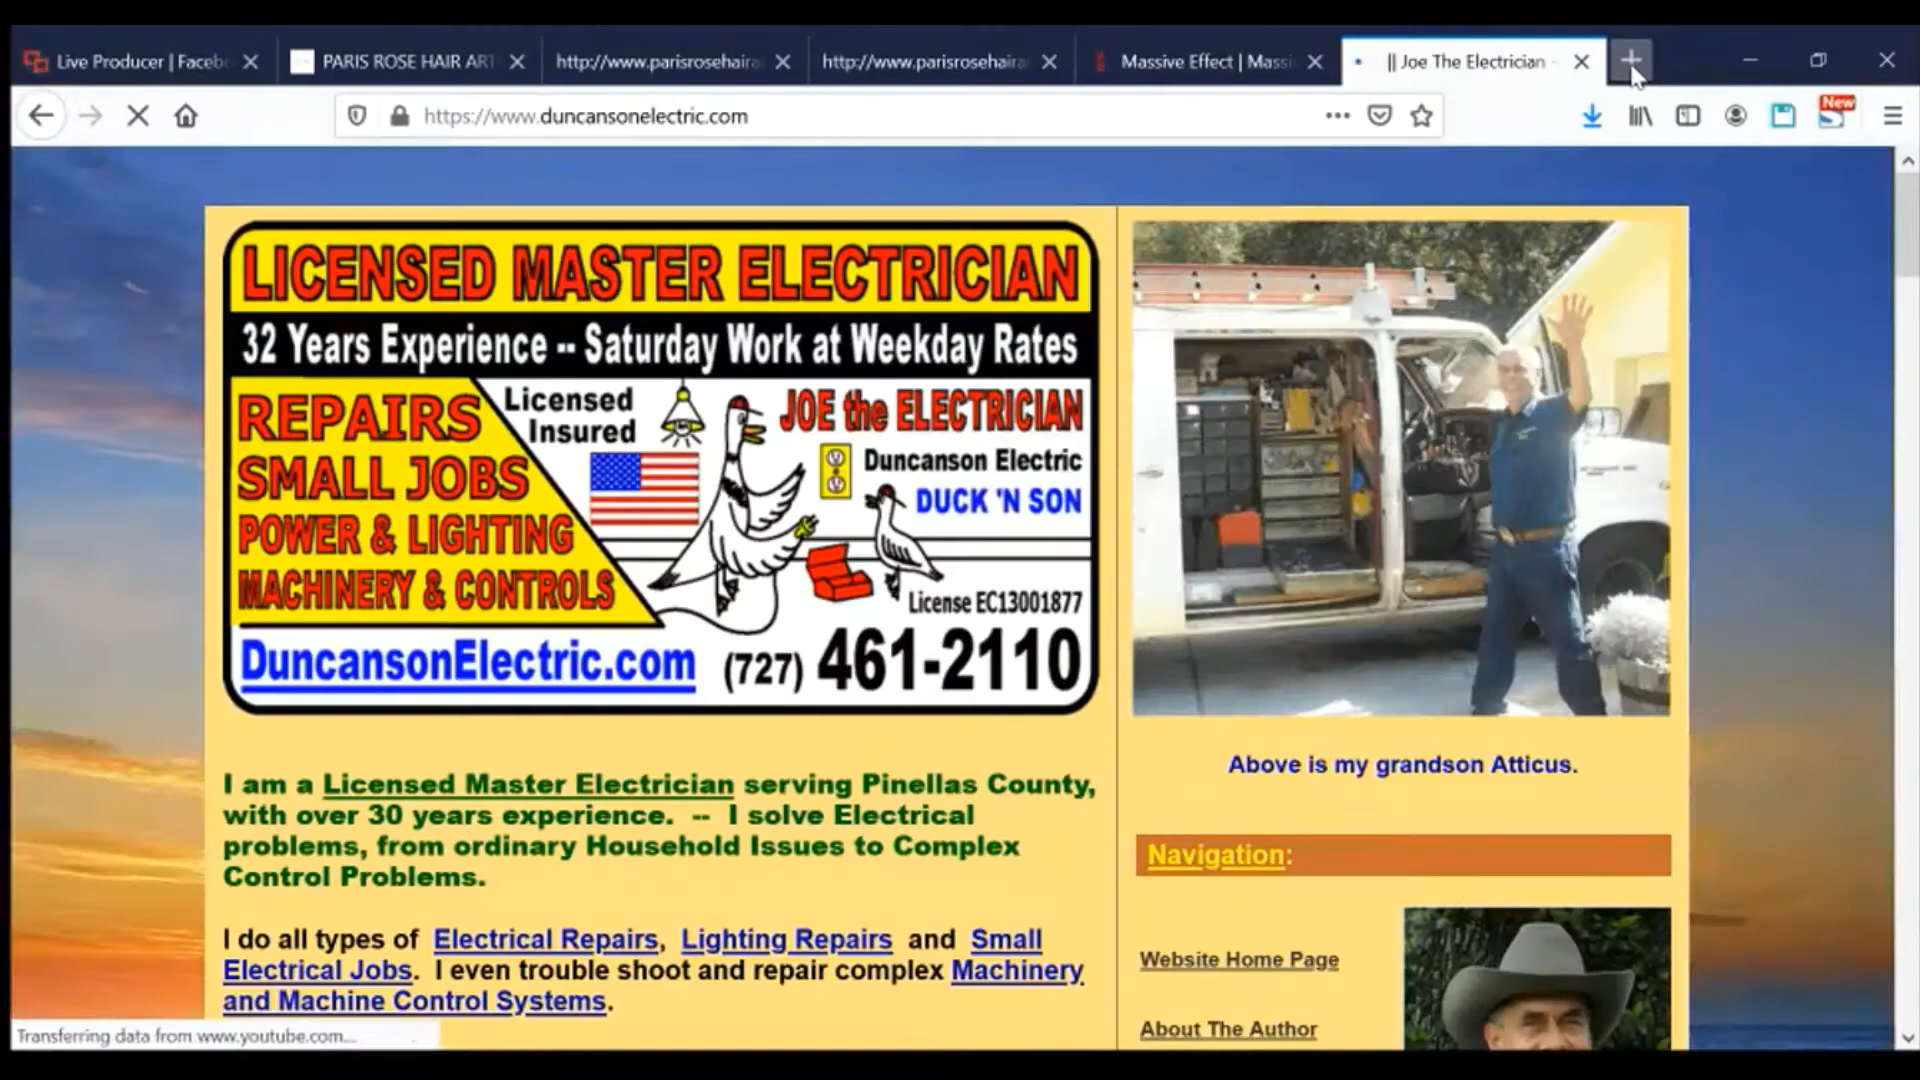 Live Producer | Faceb
PARIS ROSE HAIR ART
http://www.parisrosehaira
http://www.parisrosehaira
Massive Effect | Massi
|| Joe The Electrician -
https://www.duncansonelectric.com
New
LICENSED MASTER ELECTRICIAN
32 Years Experience -- Saturday Work at Weekday Rates
REPAIRS
SMALL JOBS
POWER & LIGHTING
MACHINERY & CONTROLS
Licensed
Insured
JOE the ELECTRICIAN
Duncanson Electric
DUCK 'N SON
License EC13001877
DuncansonElectric.com (727) 461-2110
I am a Licensed Master Electrician serving Pinellas County,
with over 30 years experience. -- I solve Electrical
problems, from ordinary Household Issues to Complex
Control Problems.
I do all types of Electrical Repairs, Lighting Repairs and Small
Electrical Jobs. I even trouble shoot and repair complex Machinery
and Machine Control Systems.
Above is my grandson Atticus.
Navigation:
Website Home Page
About The Author
Transferring data from www.youtube.com...